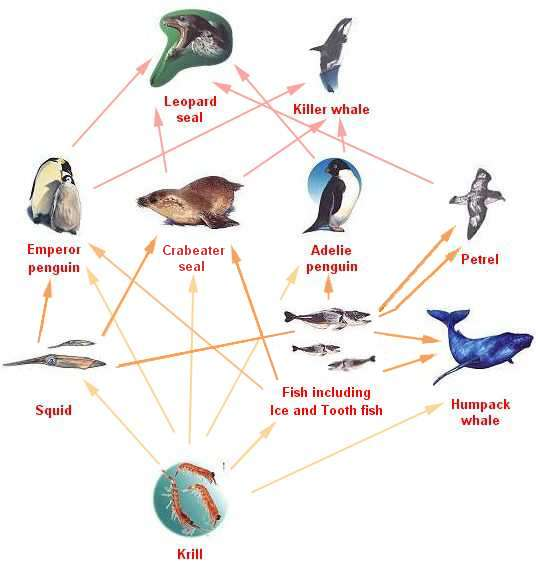 Leopard
seal
Killer whale
Emperor
penguin
Crabeater
seal
Adelie
penguin
Petrel
Squid
Fish including
Ice and Tooth fish
Humpack
whale
Krill